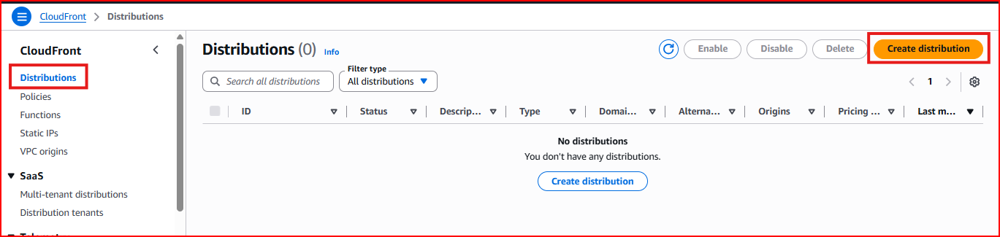 CloudFront > Distributions
CloudFront
Distributions
Policies
Functions
Static IPs
VPC origins
SaaS
Multi-tenant distributions
Distribution tenants
Distributions (0) Info
Enable Disable Delete Create distribution
Search all distributions
Filter type
All distributions
1
ID Status Descrip... Type Domai... Alterna... Origins Pricing ... Last m...
No distributions
You don't have any distributions.
Create distribution